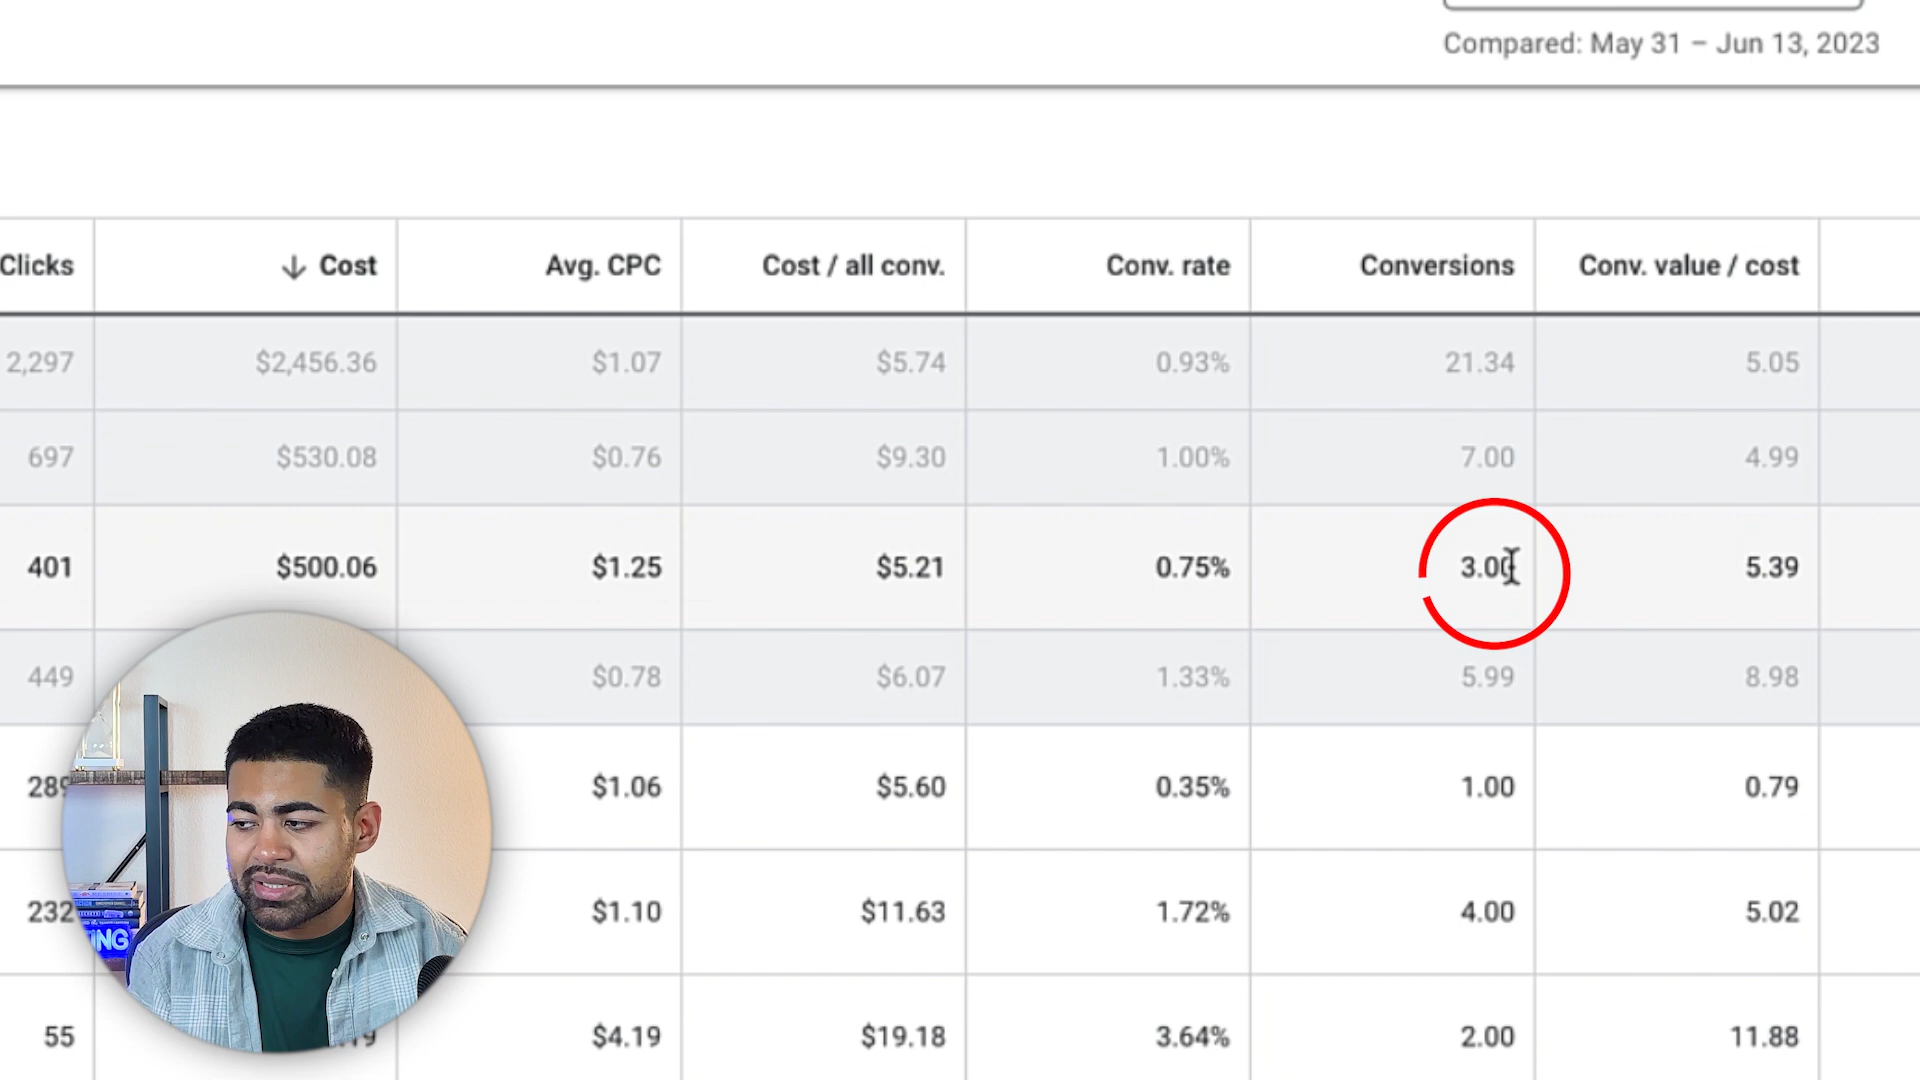 Compared: May 31 – Jun 13, 2023
Clicks Cost Avg. CPC Cost / all conv. Conv. rate Conversions Conv. value / cost
2,297 $2,456.36 $1.07 $5.74 0.93% 21.34 5.05
697 $530.08 $0.76 $9.30 1.00% 7.00 4.99
401 $500.06 $1.25 $5.21 0.75% 3.00 5.39
449 $0.78 $6.07 1.33% 5.99 8.98
289 $1.06 $5.60 0.35% 1.00 0.79
232 $1.10 $11.63 1.72% 4.00 5.02
ING
55 $4.19 $19.18 3.64% 2.00 11.88